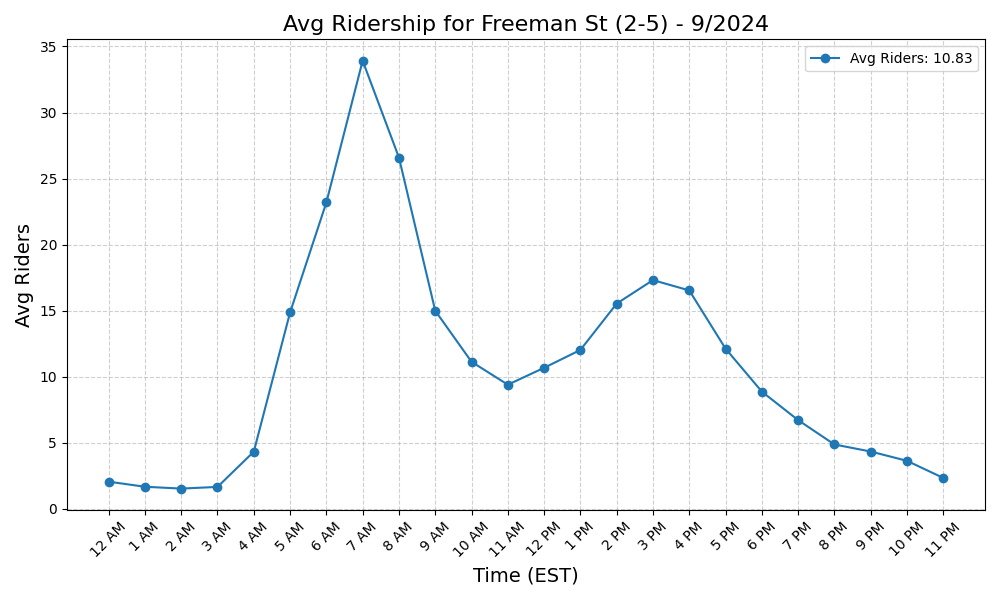 Avg Ridership for Freeman St (2-5) - 9/2024
Avg Riders: 10.83
Avg Riders
35
30
25
20
15
10
5
0
12 AM
1 AM
2 AM
3 AM
4 AM
5 AM
6 AM
7 AM
8 AM
9 AM
10 AM
11 AM
12 PM
1 PM
2 PM
3 PM
4 PM
5 PM
6 PM
7 PM
8 PM
9 PM
10 PM
11 PM
Time (EST)